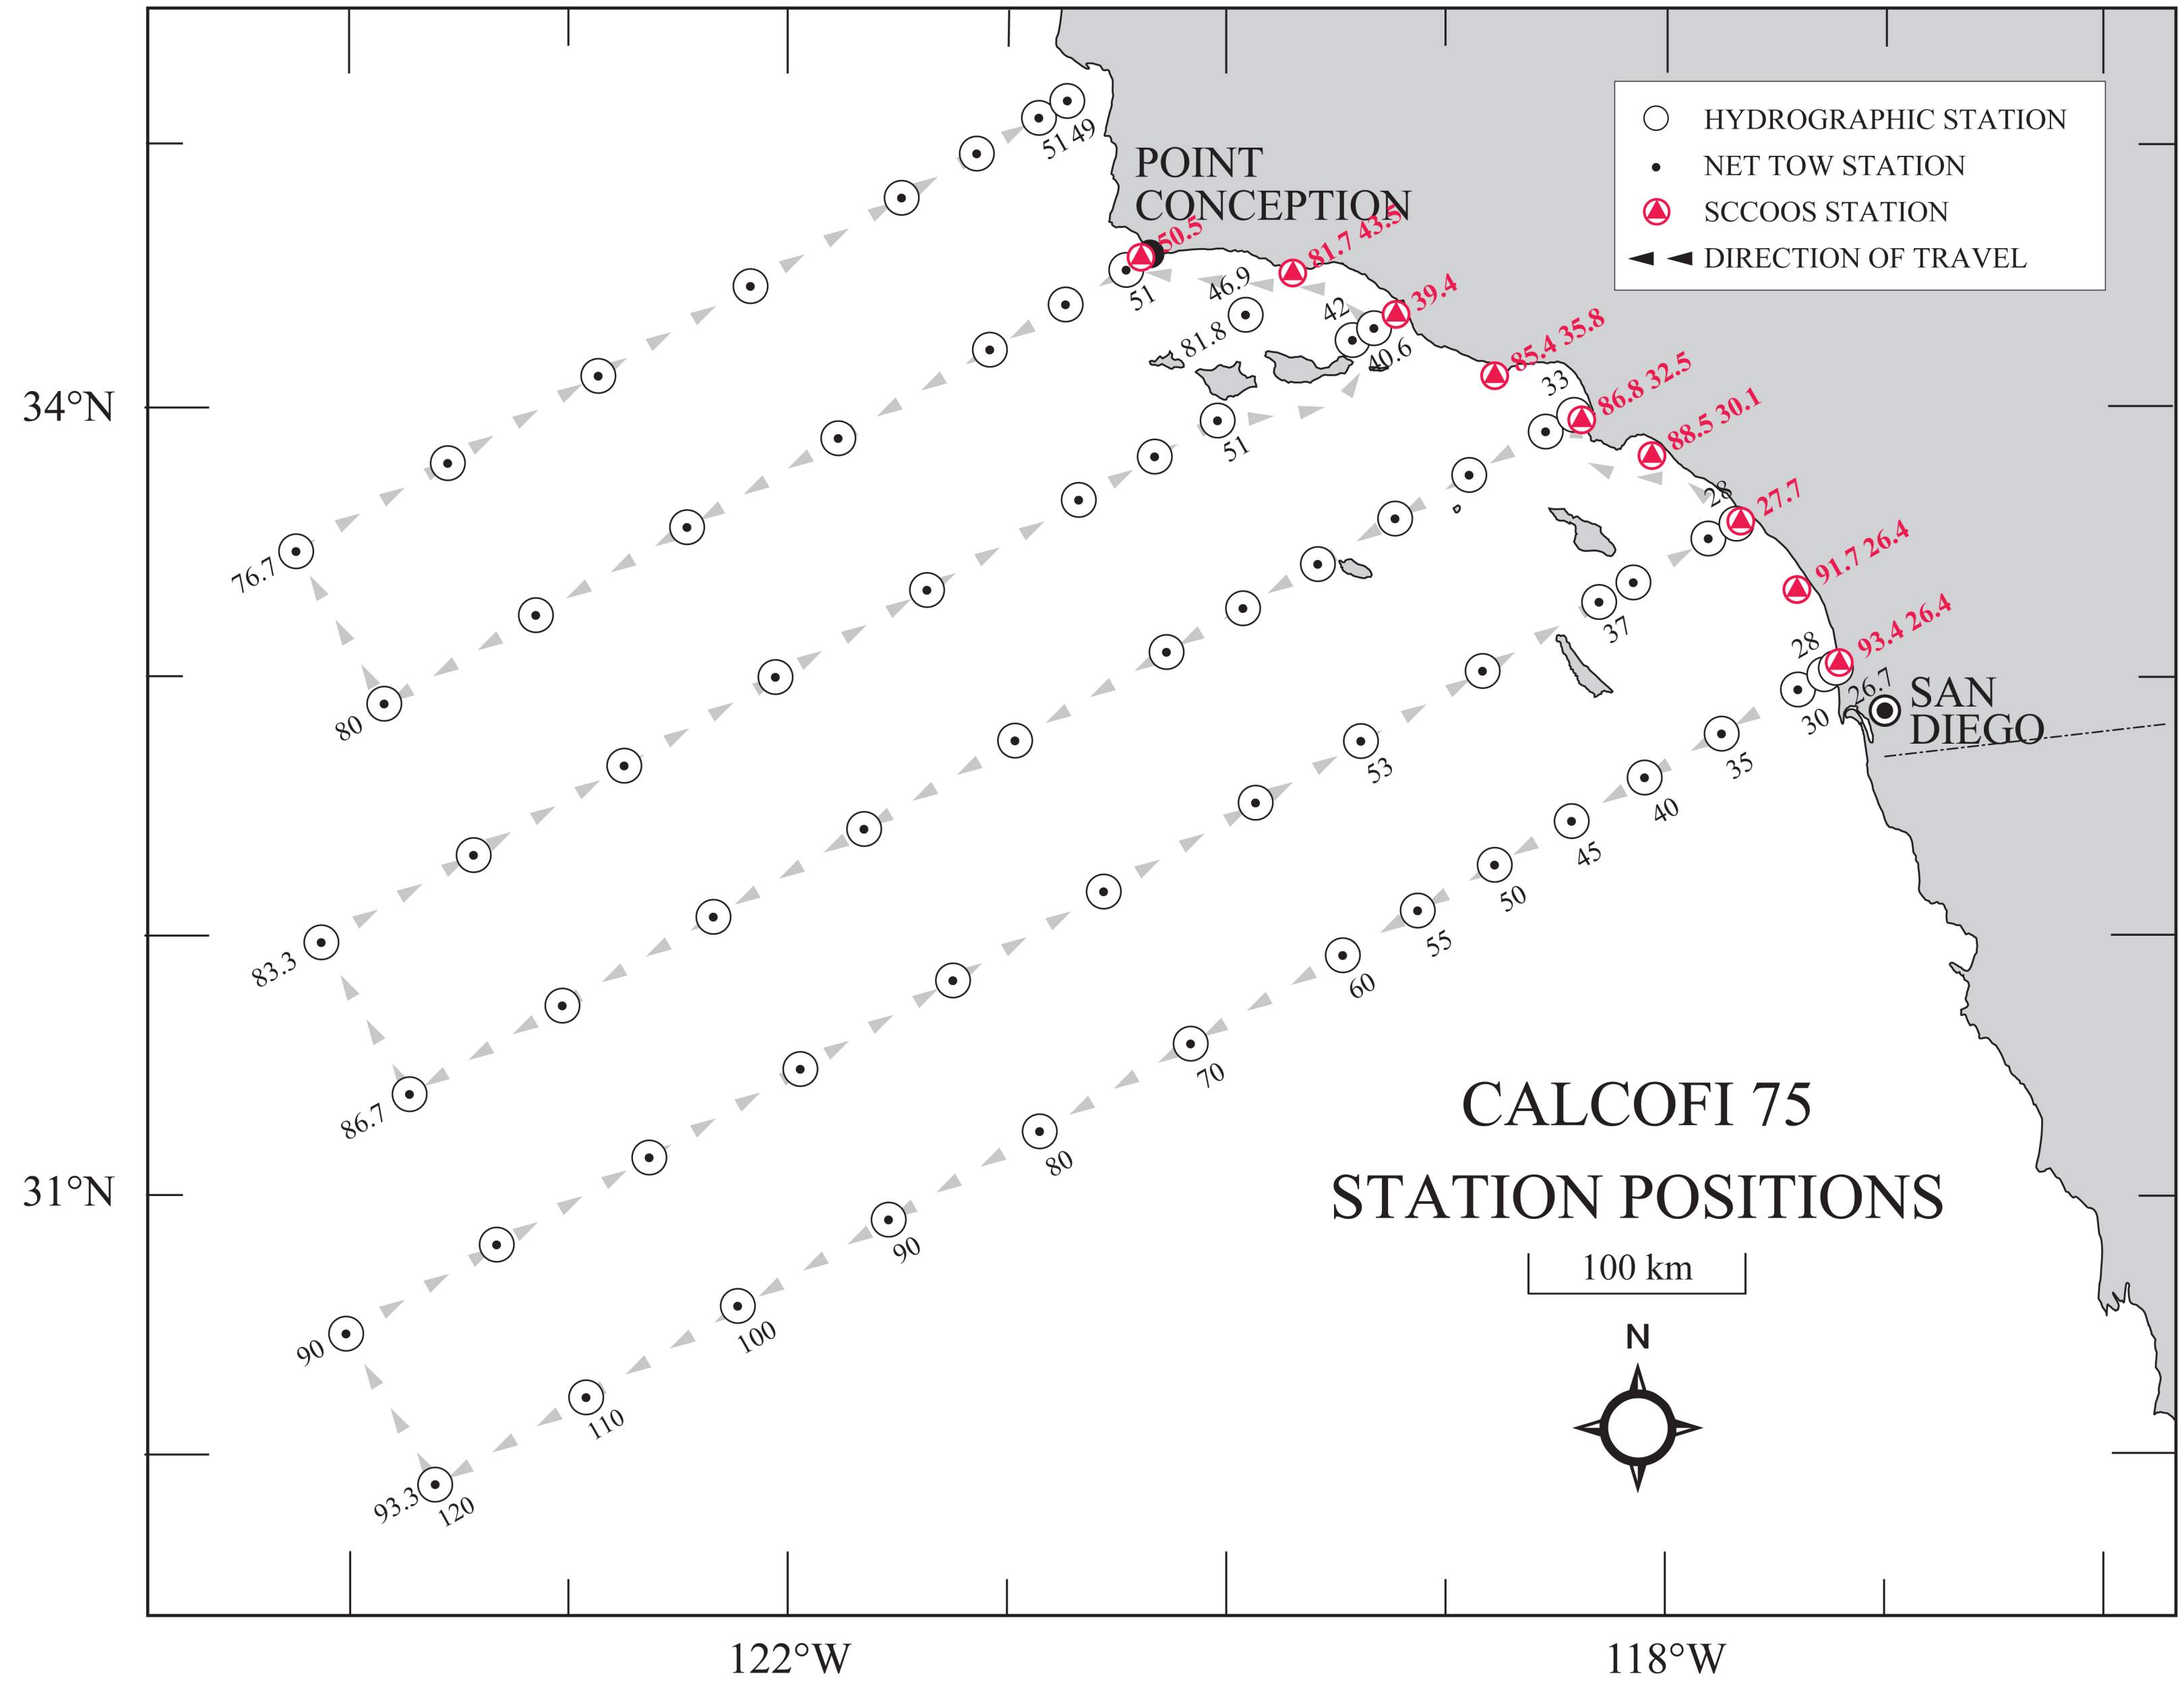 51 49
POINT
CONCEPTION
HYDROGRAPHIC STATION
NET TOW STATION
SCCOOS STATION
DIRECTION OF TRAVEL
50.5
81.7 43.5
51
46.9
42
39.4
81.8
40.6
85.4 35.8
34°N
33
86.8 32.5
51
88.5 30.1
28
27.7
76.7
91.7 26.4
37
93.4 26.4
28
26.7
SAN
DIEGO
80
30
53
35
40
45
50
83.3
55
60
86.7
70
CALCOFI 75
80
STATION POSITIONS
31°N
90
100 km
100
N
90
110
93.3
120
122°W
118°W